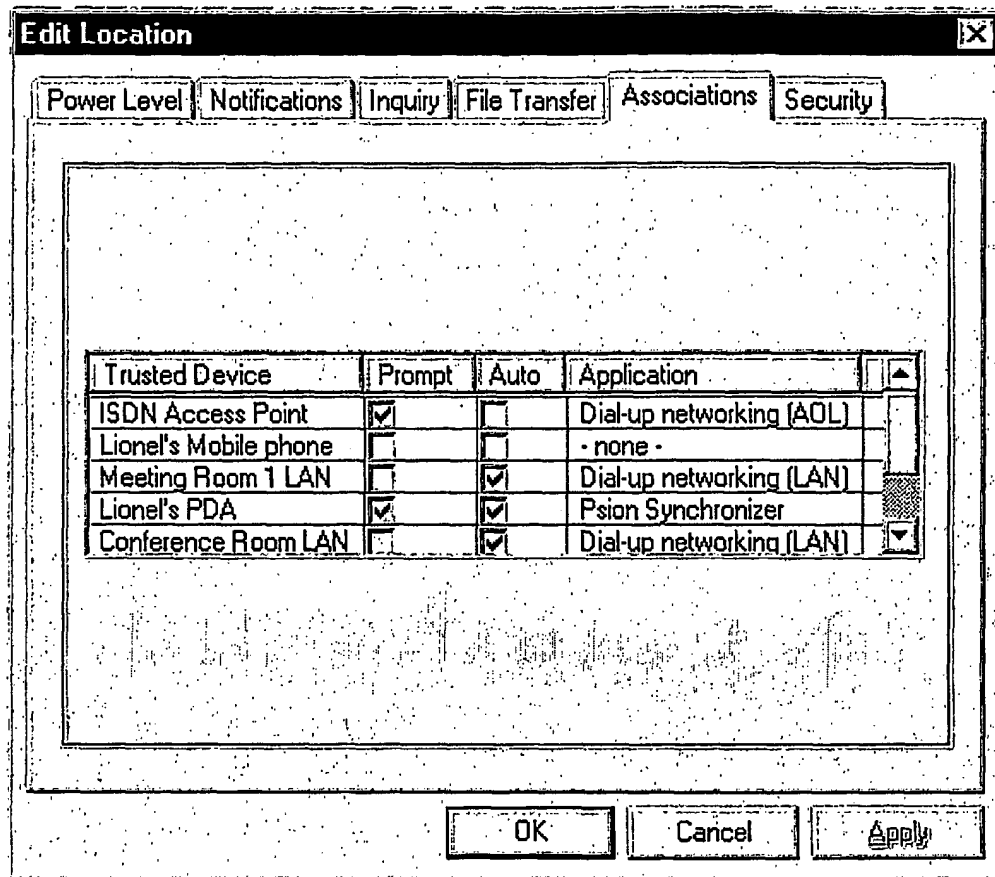 Edit Location
Power Level Notifications Inquiry File Transfer Associations Security
Trusted Device Prompt Auto Application
ISDN Access Point Dial-up networking (AOL)
Lionel's Mobile phone - none -
Meeting Room 1 LAN Dial-up networking (LAN)
Lionel's PDA Psion Synchronizer
Conference Room LAN Dial-up networking (LAN)
OK Cancel Apply